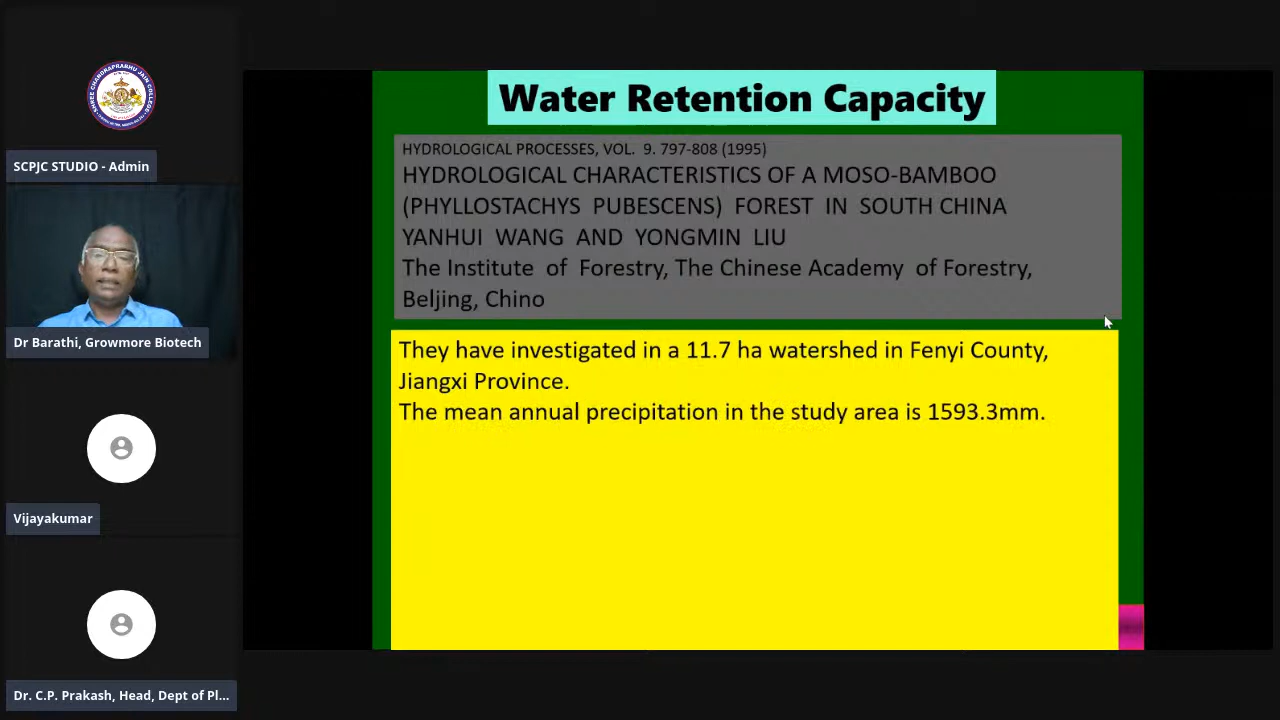 SCPJC STUDIO - Admin
Dr Barathi, Growmore Biotech
Vijayakumar
Dr. C.P. Prakash, Head, Dept of Pl...
Water Retention Capacity
HYDROLOGICAL PROCESSES, VOL. 9. 797-808 (1995)
HYDROLOGICAL CHARACTERISTICS OF A MOSO-BAMBOO
(PHYLLOSTACHYS PUBESCENS) FOREST IN SOUTH CHINA
YANHUI WANG AND YONGMIN LIU
The Institute of Forestry, The Chinese Academy of Forestry,
Beljing, Chino
They have investigated in a 11.7 ha watershed in Fenyi County,
Jiangxi Province.
The mean annual precipitation in the study area is 1593.3mm.